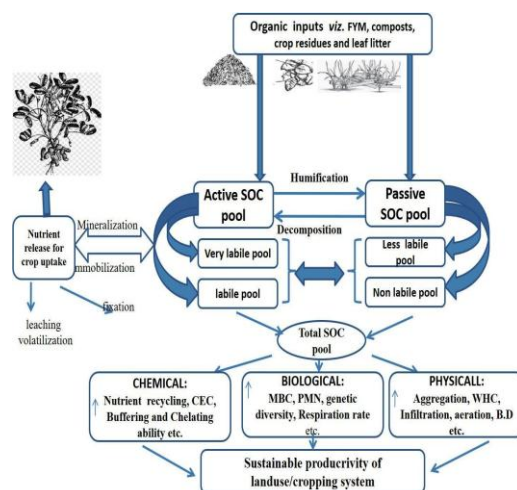 Organic inputs viz. FYM, composts,
crop residues and leaf litter
Humification
Active SOC
pool
Passive
SOC pool
Decomposition
Mineralization
Nutrient
release for
crop uptake
mmobilization
fixation
leaching
volatilization
Very labile pool
labile pool
Less labile
pool
Non labile pool
Total SOC
pool
CHEMICAL:
Nutrient recycling, CEC,
Buffering and Chelating
ability etc.
BIOLOGICAL:
MBC, PMN, genetic
diversity, Respiration rate
etc.
PHYSICALL:
Aggregation, WHC,
Infiltration, aeration, B.D
etc.
Sustainable producrivity of
landuse/cropping system